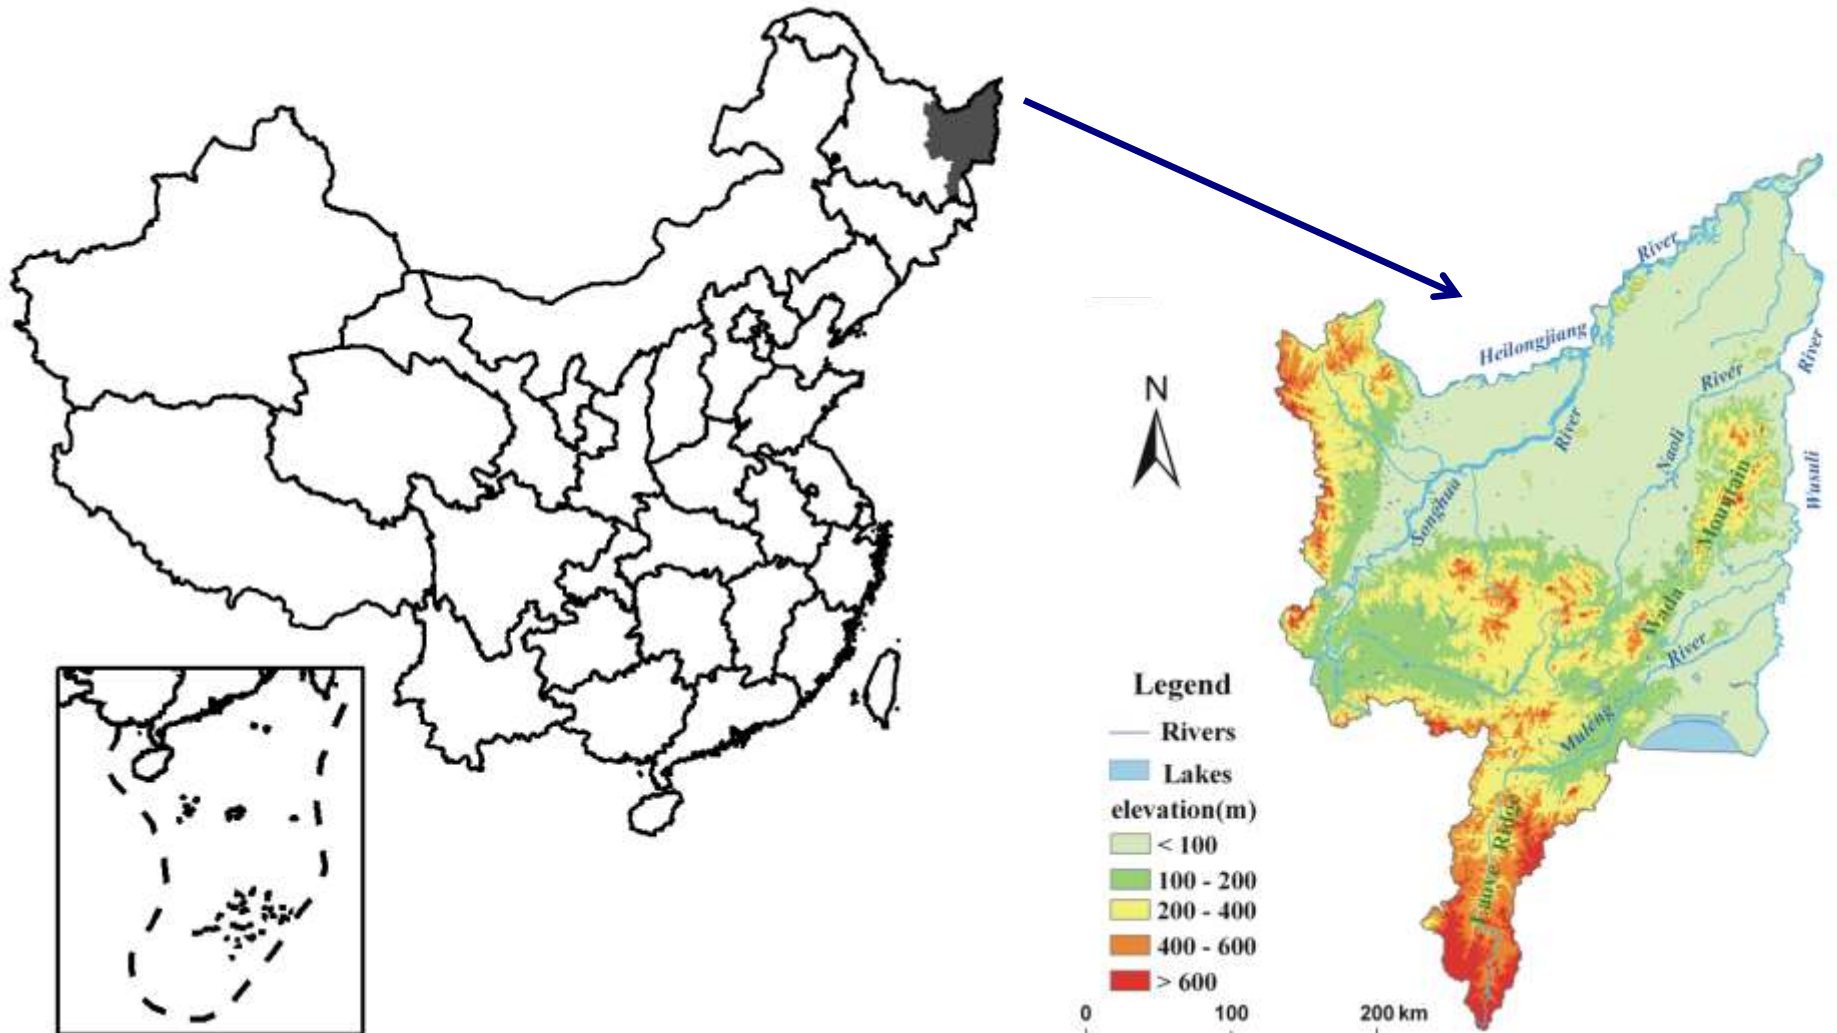 River
Heilongjiang
River
River
River
Naoli
Songhua
Wusuli
Mountain
Wada
River
Muleng
Ridge
N
Legend
Rivers
Lakes
elevation(m)
< 100
100 - 200
200 - 400
400 - 600
> 600
0 100 200 km